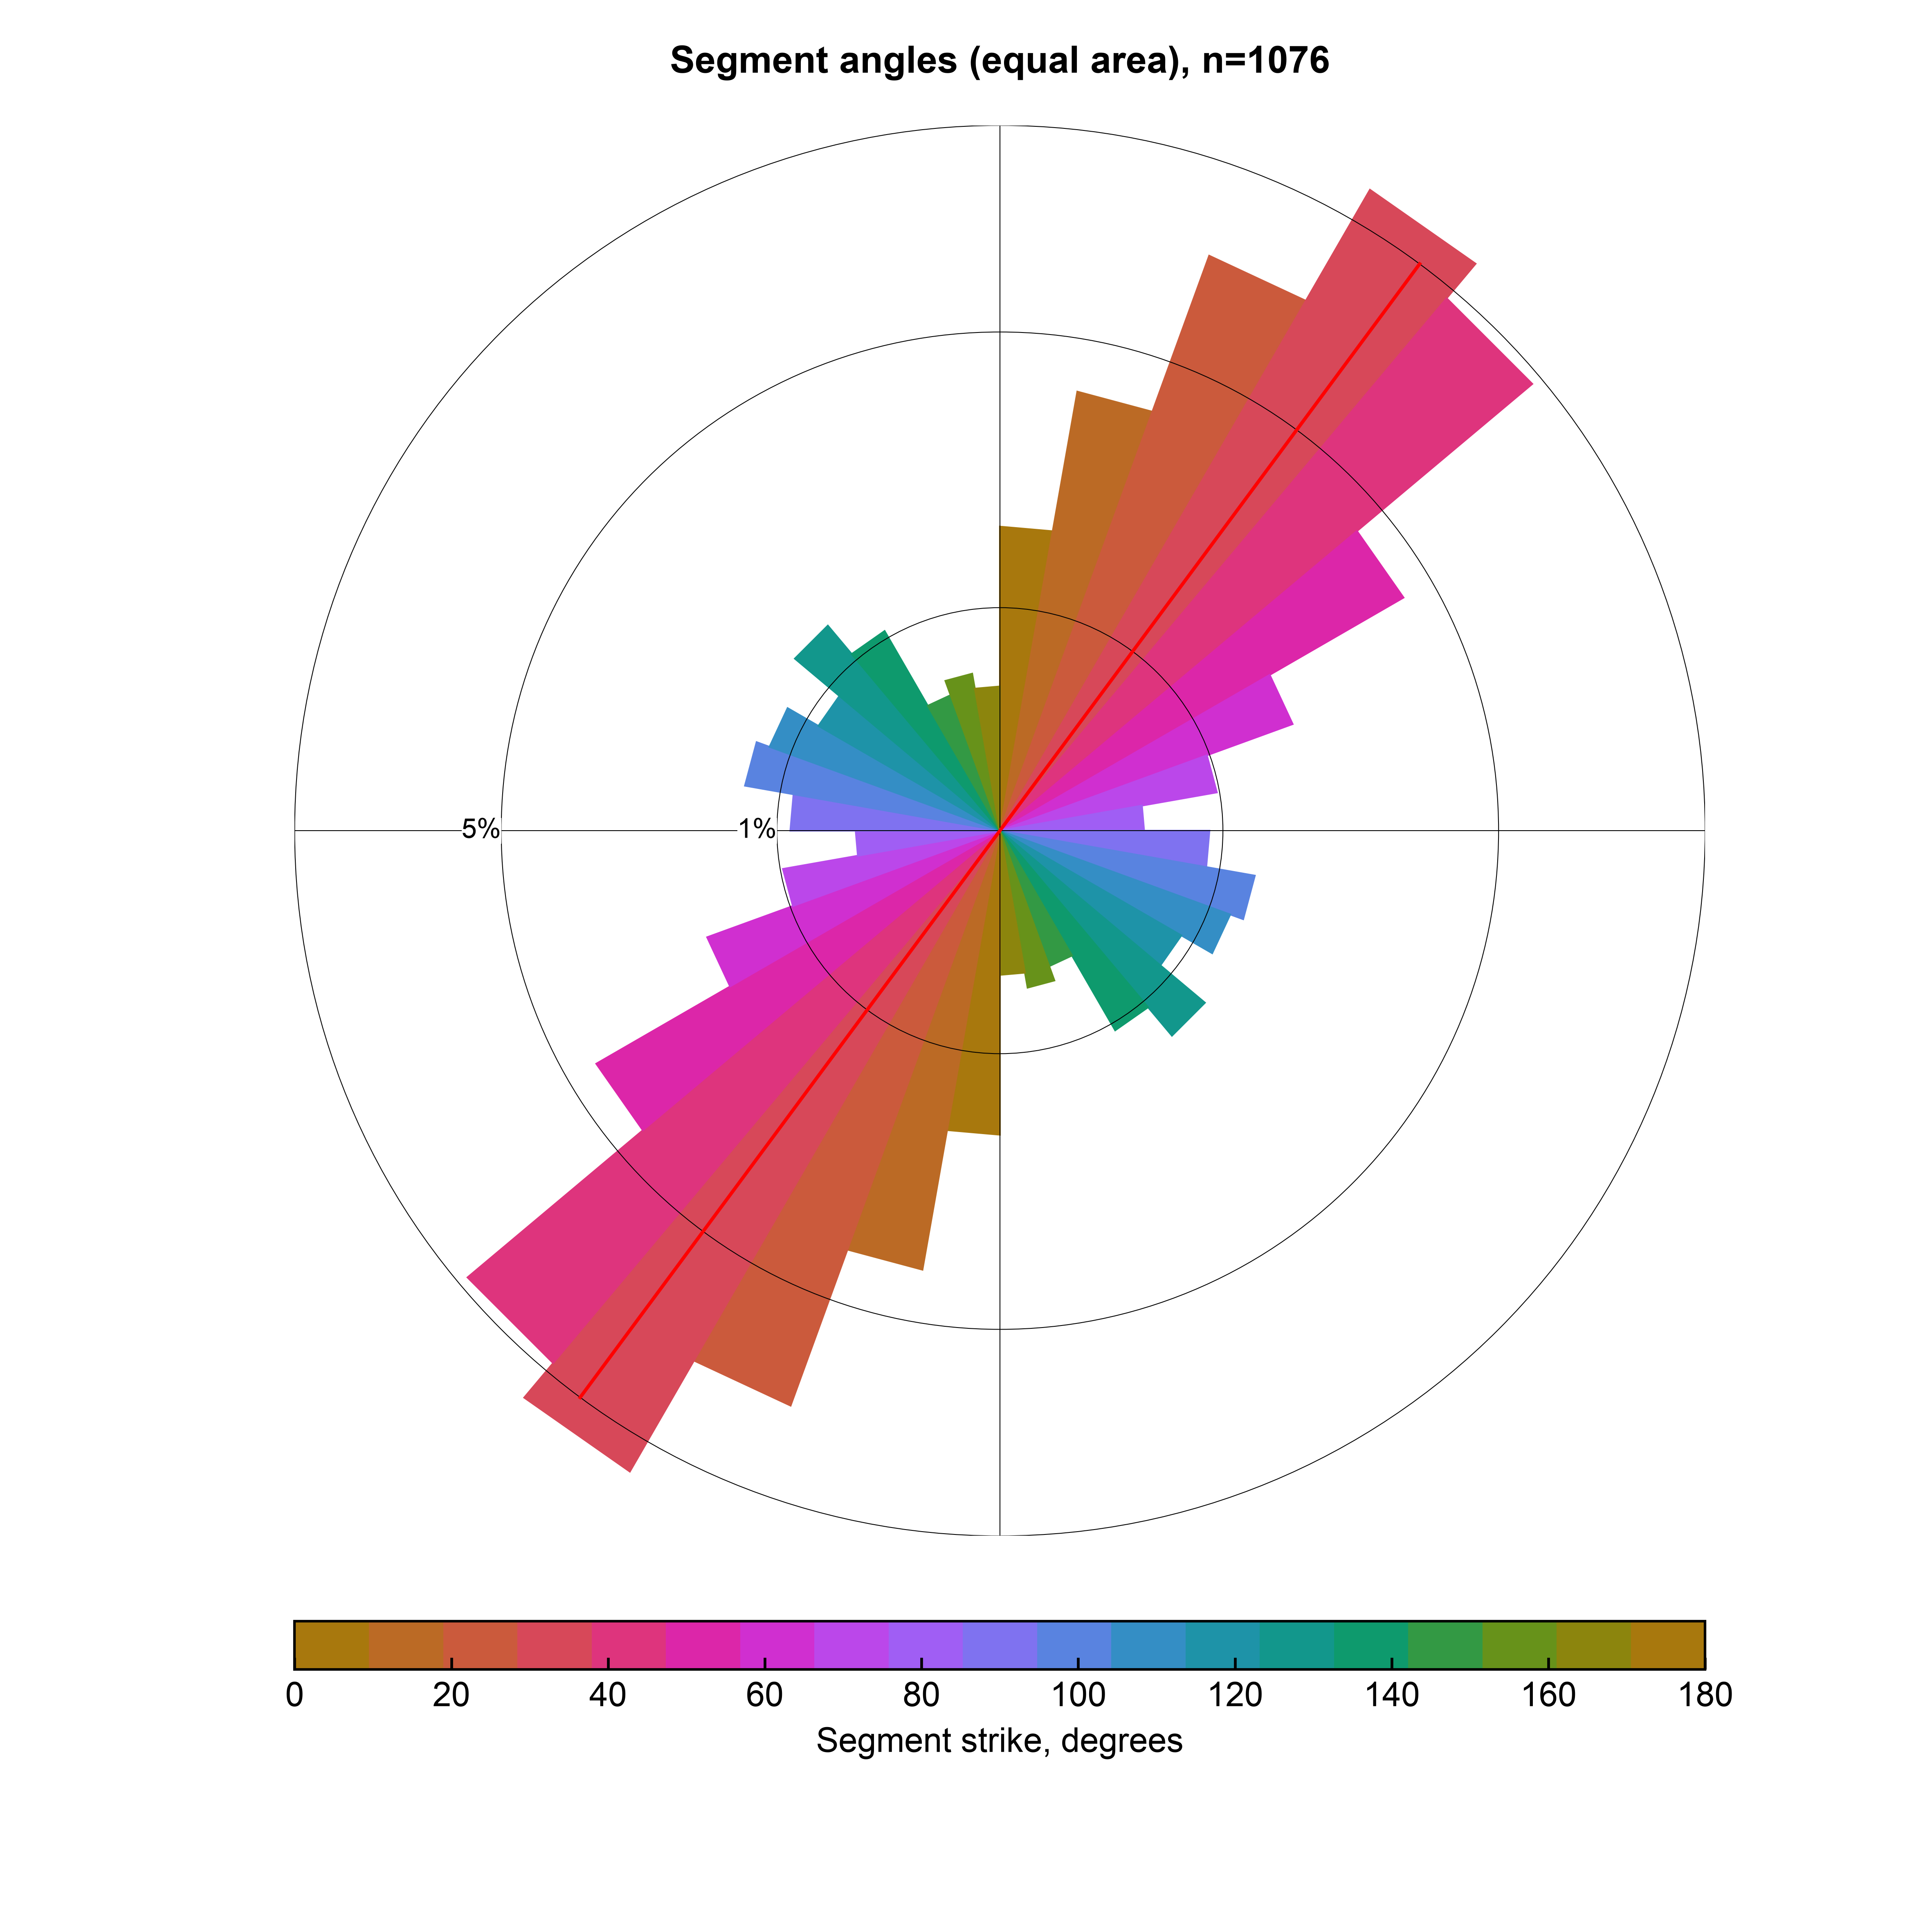 Segment angles (equal area), n=1076
5% 1%
0 20 40 60 80 100 120 140 160 180
Segment strike, degrees